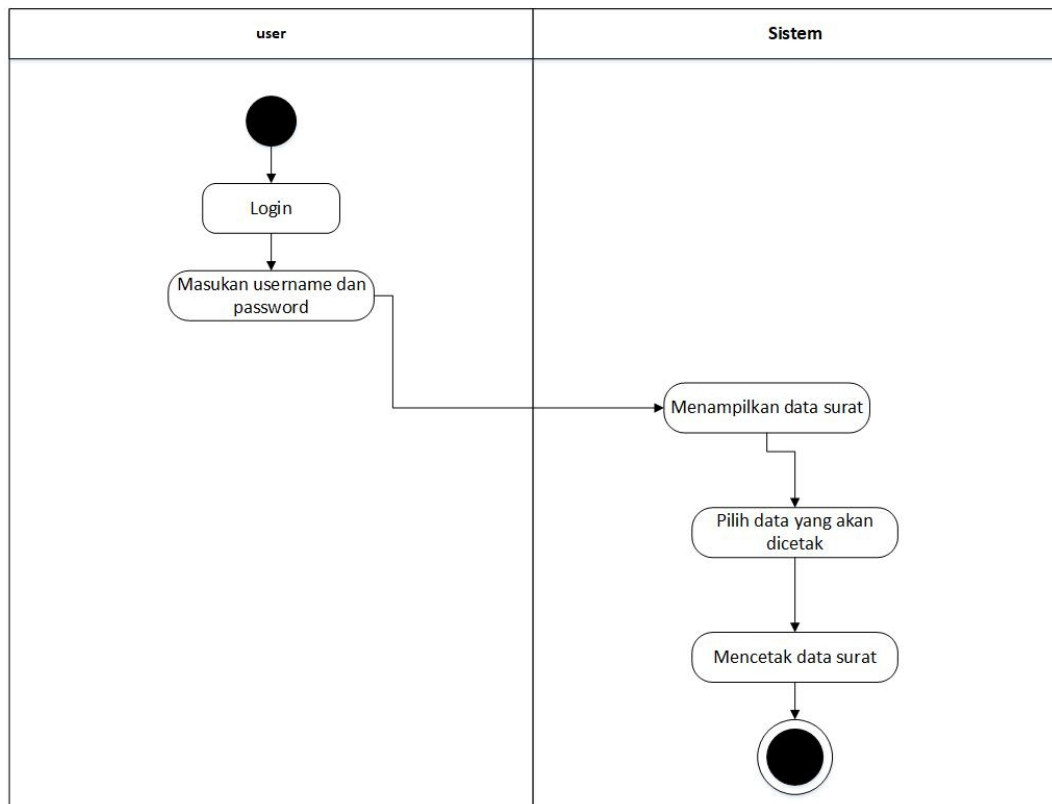 user
Sistem
Login
Masukan username dan
password
Menampilkan data surat
Pilih data yang akan
dicetak
Mencetak data surat